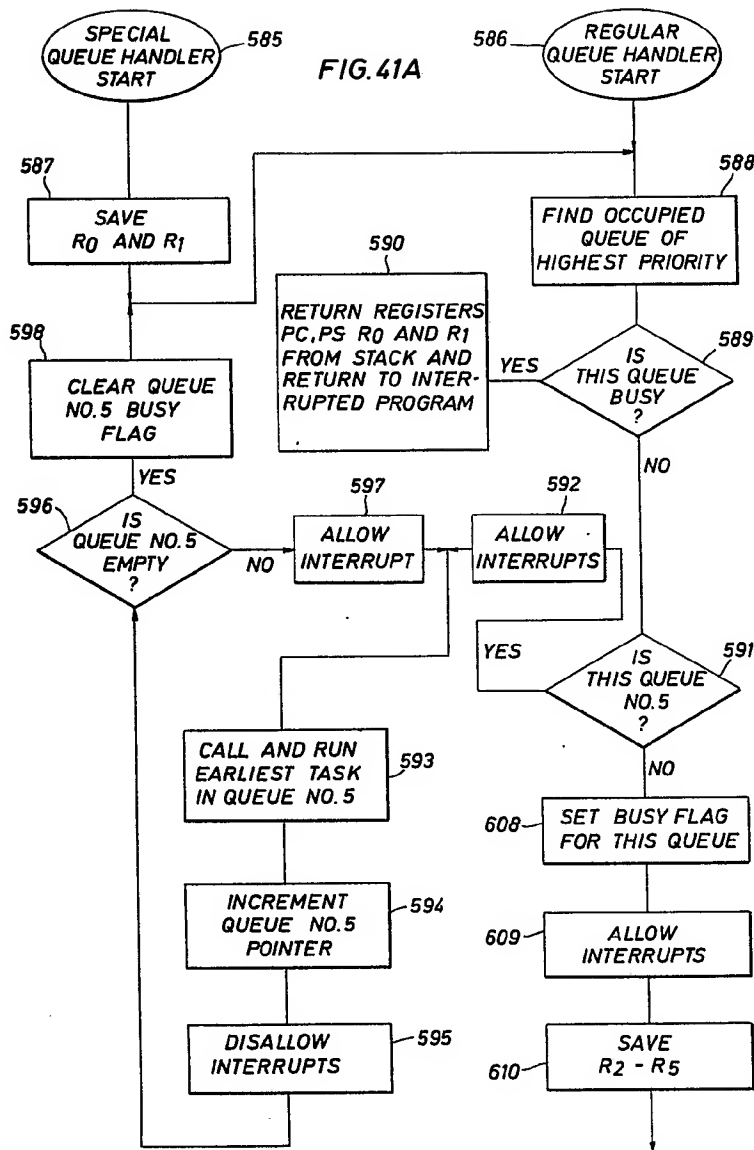 SPECIAL
QUEUE HANDLER
START
585
FIG. 41A
586
REGULAR
QUEUE HANDLER
START
587
SAVE
R0 AND R1
588
FIND OCCUPIED
QUEUE OF
HIGHEST PRIORITY
590
RETURN REGISTERS
PC, PS R0 AND R1
FROM STACK AND
RETURN TO INTER-
RUPTED PROGRAM
YES
589
IS
THIS QUEUE
BUSY
?
NO
598
CLEAR QUEUE
NO. 5 BUSY
FLAG
YES
596
IS
QUEUE NO. 5
EMPTY
?
NO
597
ALLOW
INTERRUPT
592
ALLOW
INTERRUPTS
YES
591
IS
THIS QUEUE
NO. 5
?
NO
CALL AND RUN
EARLIEST TASK
IN QUEUE NO. 5
593
608
SET BUSY FLAG
FOR THIS QUEUE
INCREMENT
QUEUE NO. 5
POINTER
594
609
ALLOW
INTERRUPTS
DISALLOW
INTERRUPTS
595
610
SAVE
R2 - R5